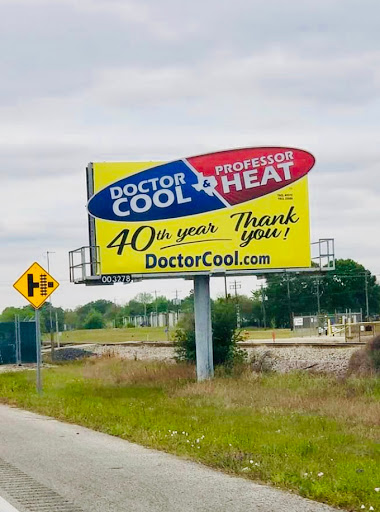 DOCTOR
COOL
&
PROFESSOR
HEAT
40th year
Thank
you!
DoctorCool.com
003278